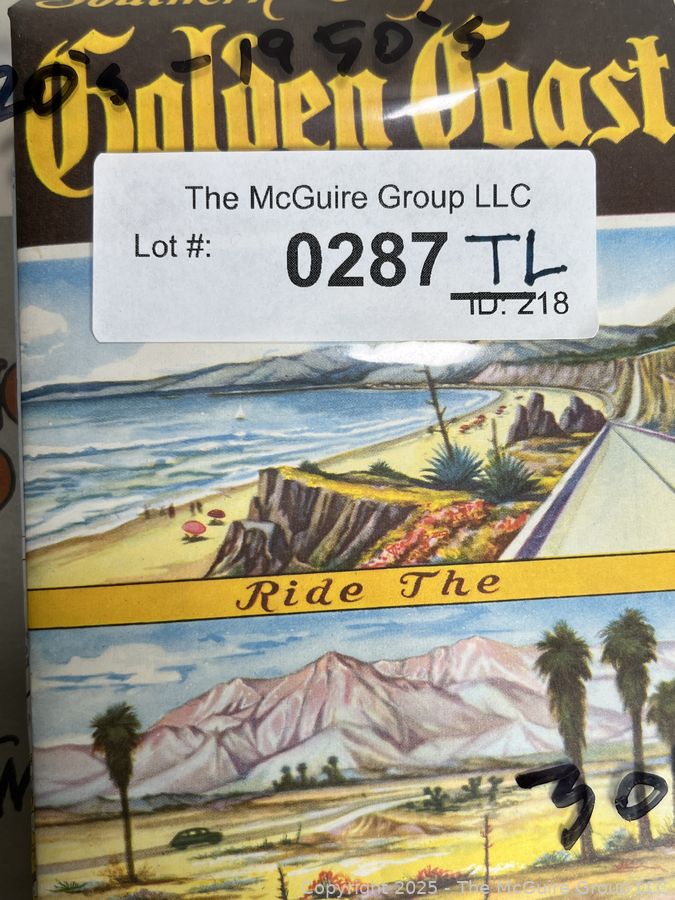 Southern
20's - 1950's
Golden Coast
The McGuire Group LLC
Lot #: 0287 TL
ID: 218
Ride The
30
Copyright 2025 - The McGuire Group LLC